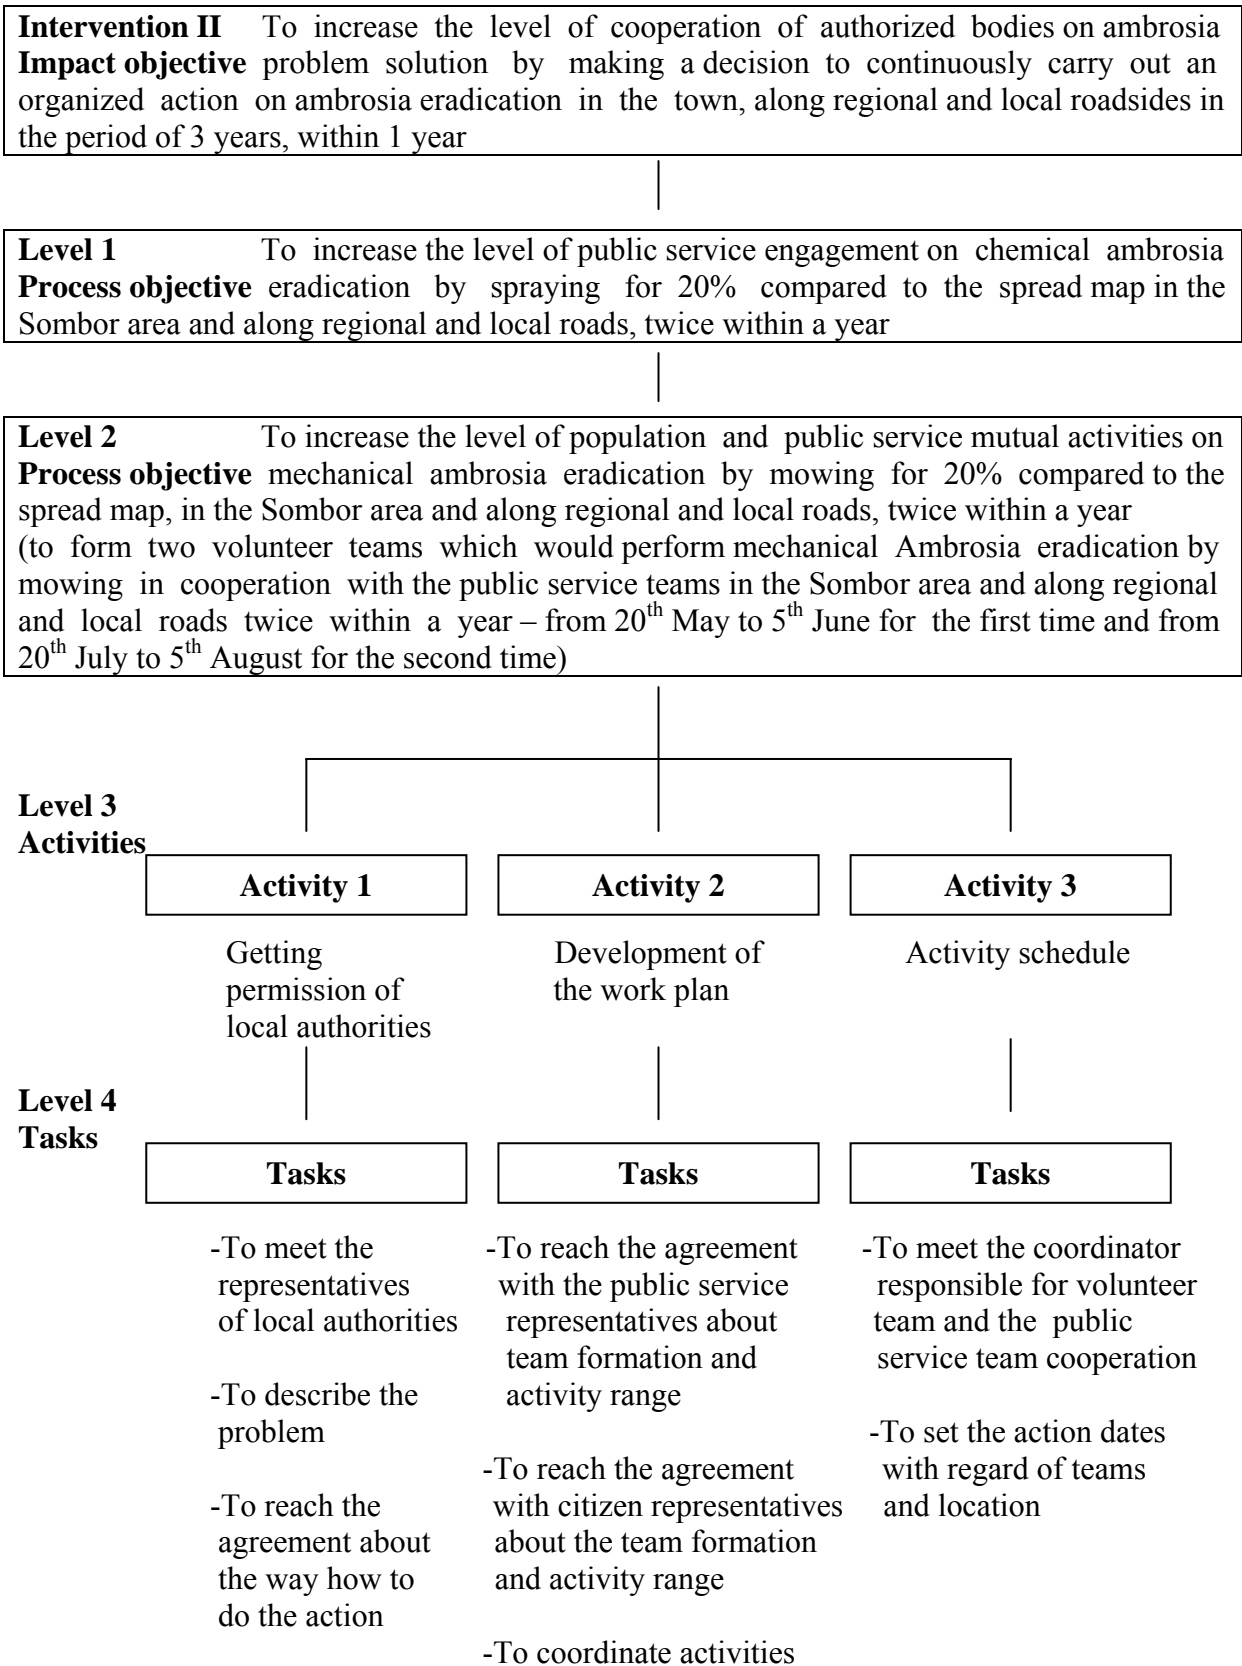 Intervention II To increase the level of cooperation of authorized bodies on ambrosia
Impact objective problem solution by making a decision to continuously carry out an
organized action on ambrosia eradication in the town, along regional and local roadsides in
the period of 3 years, within 1 year
Level 1 To increase the level of public service engagement on chemical ambrosia
Process objective eradication by spraying for 20% compared to the spread map in the
Sombor area and along regional and local roads, twice within a year
Level 2 To increase the level of population and public service mutual activities on
Process objective mechanical ambrosia eradication by mowing for 20% compared to the
spread map, in the Sombor area and along regional and local roads, twice within a year
(to form two volunteer teams which would perform mechanical Ambrosia eradication by
mowing in cooperation with the public service teams in the Sombor area and along regional
and local roads twice within a year – from 20th May to 5th June for the first time and from
20th July to 5th August for the second time)
Level 3
Activities
Activity 1
Getting
permission of
local authorities
Activity 2
Development of
the work plan
Activity 3
Activity schedule
Level 4
Tasks
Tasks
-To meet the
representatives
of local authorities
-To describe the
problem
-To reach the
agreement about
the way how to
do the action
Tasks
-To reach the agreement
with the public service
representatives about
team formation and
activity range
-To reach the agreement
with citizen representatives
about the team formation
and activity range
-To coordinate activities
Tasks
-To meet the coordinator
responsible for volunteer
team and the public
service team cooperation
-To set the action dates
with regard of teams
and location